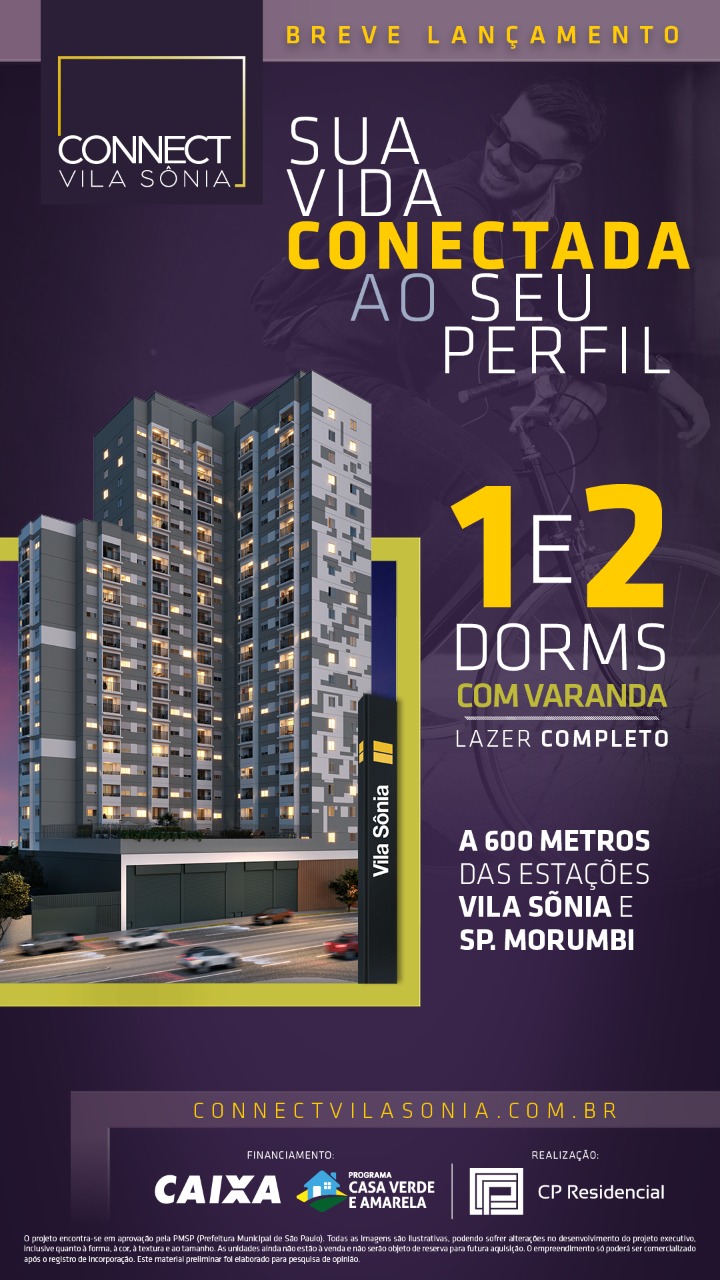 BREVE LANÇAMENTO
CONNECT
VILA SÔNIA
SUA
VIDA
CONECTADA
AO SEU
PERFIL
1E2
DORMS
COM VARANDA
LAZER COMPLETO
Vila Sônia
A 600 METROS
DAS ESTAÇÕES
VILA SÕNIA E
SP. MORUMBI
CONNECTVILASONIA.COM.BR
FINANCIAMENTO:
REALIZAÇÃO:
CAIXA
PROGRAMA
CASA VERDE
E AMARELA
CP Residencial
O projeto encontra-se em aprovação pela PMSP (Prefeitura Municipal de São Paulo). Todas as imagens são ilustrativas, podendo sofrer alterações no desenvolvimento do projeto executivo,
inclusive quanto à forma, à cor, à textura e ao tamanho. As unidades ainda não estão à venda e não serão objeto de reserva para futura aquisição. O empreendimento só poderá ser comercializado
após o registro de incorporação. Este material preliminar foi elaborado para pesquisa de opinião.